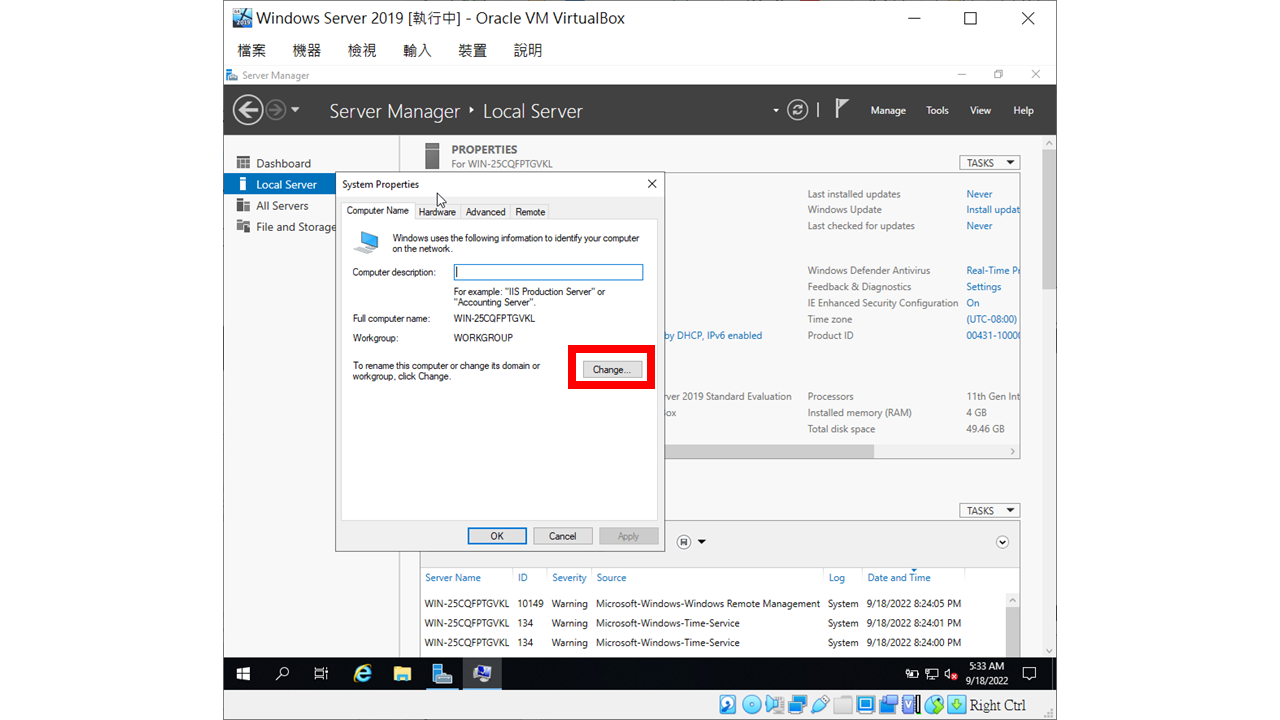 Windows Server 2019 [執行中] - Oracle VM VirtualBox
檔案 機器 檢視 輸入 裝置 說明
Server Manager
Server Manager Local Server
Manage Tools View Help
Dashboard
Local Server
All Servers
File and Storage
PROPERTIES
For WIN-25CQFPTGVKL
TASKS
System Properties
Computer Name Hardware Advanced Remote
Windows uses the following information to identify your computer
on the network.
Computer description:
For example: "IIS Production Server" or
"Accounting Server".
Full computer name: WIN-25CQFPTGVKL
Workgroup: WORKGROUP
To rename this computer or change its domain or
workgroup, click Change.
Change...
OK Cancel Apply
Last installed updates Never
Windows Update Install updat
Last checked for updates Never
Windows Defender Antivirus Real-Time Pr
Feedback & Diagnostics Settings
IE Enhanced Security Configuration On
Time zone (UTC-08:00)
by DHCP, IPv6 enabled Product ID 00431-1000
rver 2019 Standard Evaluation Processors 11th Gen Int
ox Installed memory (RAM) 4 GB
Total disk space 49.46 GB
TASKS
Server Name ID Severity Source Log Date and Time
WIN-25CQFPTGVKL 10149 Warning Microsoft-Windows-Windows Remote Management System 9/18/2022 8:24:05 PM
WIN-25CQFPTGVKL 134 Warning Microsoft-Windows-Time-Service System 9/18/2022 8:24:01 PM
WIN-25CQFPTGVKL 134 Warning Microsoft-Windows-Time-Service System 9/18/2022 8:24:00 PM
5:33 AM
9/18/2022
Right Ctrl